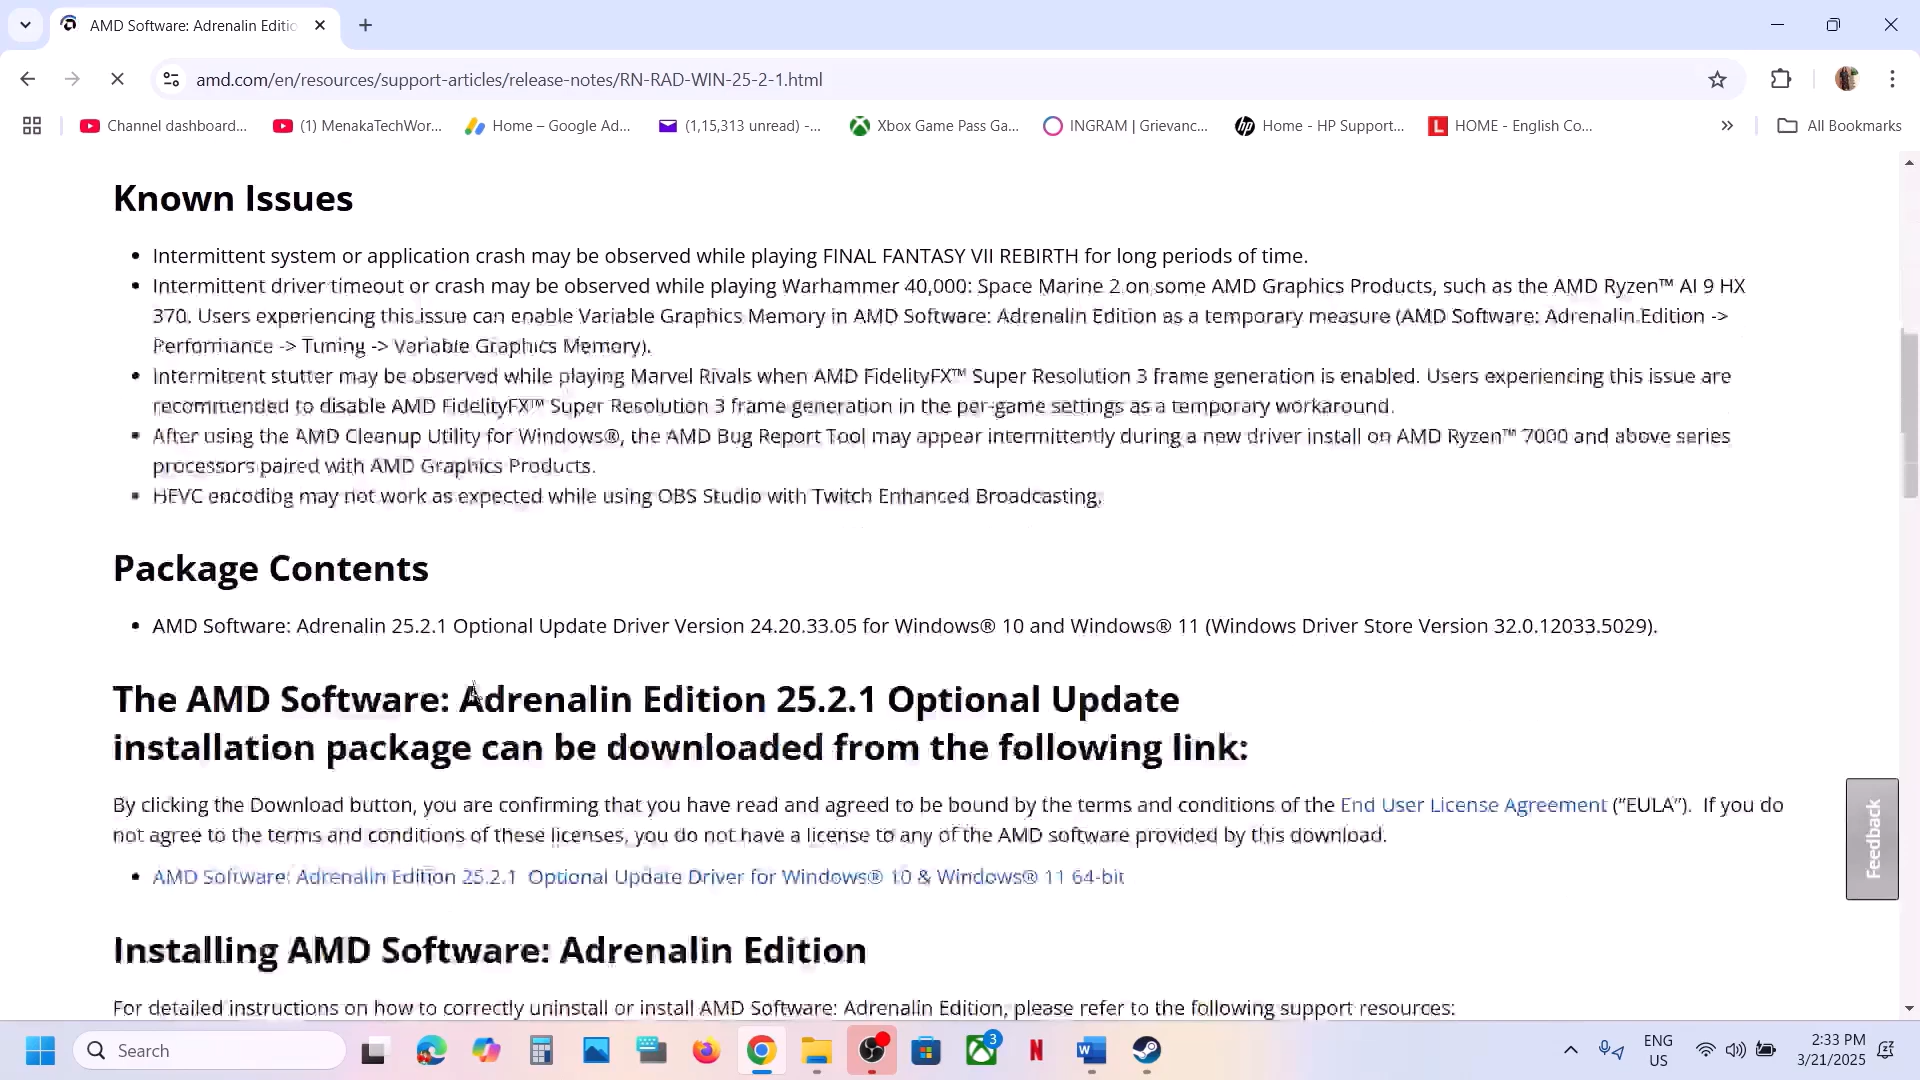 AMD Software: Adrenalin Editio
amd.com/en/resources/support-articles/release-notes/RN-RAD-WIN-25-2-1.html
Channel dashboard...
(1) MenakaTechWor...
Home – Google Ad...
(1,15,313 unread) -...
Xbox Game Pass Ga...
INGRAM | Grievanc...
Home - HP Support...
HOME - English Co...
All Bookmarks
Known Issues
• Intermittent system or application crash may be observed while playing FINAL FANTASY VII REBIRTH for long periods of time.
• Intermittent driver timeout or crash may be observed while playing Warhammer 40,000: Space Marine 2 on some AMD Graphics Products, such as the AMD Ryzen™ AI 9 HX
370. Users experiencing this issue can enable Variable Graphics Memory in AMD Software: Adrenalin Edition as a temporary measure (AMD Software: Adrenalin Edition ->
Performance -> Tuning -> Variable Graphics Memory).
• Intermittent stutter may be observed while playing Marvel Rivals when AMD FidelityFX™ Super Resolution 3 frame generation is enabled. Users experiencing this issue are
recommended to disable AMD FidelityFX™ Super Resolution 3 frame generation in the per-game settings as a temporary workaround.
• After using the AMD Cleanup Utility for Windows®, the AMD Bug Report Tool may appear intermittently during a new driver install on AMD Ryzen™ 7000 and above series
processors paired with AMD Graphics Products.
• HEVC encoding may not work as expected while using OBS Studio with Twitch Enhanced Broadcasting.
Package Contents
• AMD Software: Adrenalin 25.2.1 Optional Update Driver Version 24.20.33.05 for Windows® 10 and Windows® 11 (Windows Driver Store Version 32.0.12033.5029).
The AMD Software: Adrenalin Edition 25.2.1 Optional Update
installation package can be downloaded from the following link:
By clicking the Download button, you are confirming that you have read and agreed to be bound by the terms and conditions of the End User License Agreement (“EULA”). If you do
not agree to the terms and conditions of these licenses, you do not have a license to any of the AMD software provided by this download.
Feedback
• AMD Software: Adrenalin Edition 25.2.1 Optional Update Driver for Windows® 10 & Windows® 11 64-bit
Installing AMD Software: Adrenalin Edition
For detailed instructions on how to correctly uninstall or install AMD Software: Adrenalin Edition, please refer to the following support resources:
Search
3
ENG
US
2:33 PM
3/21/2025